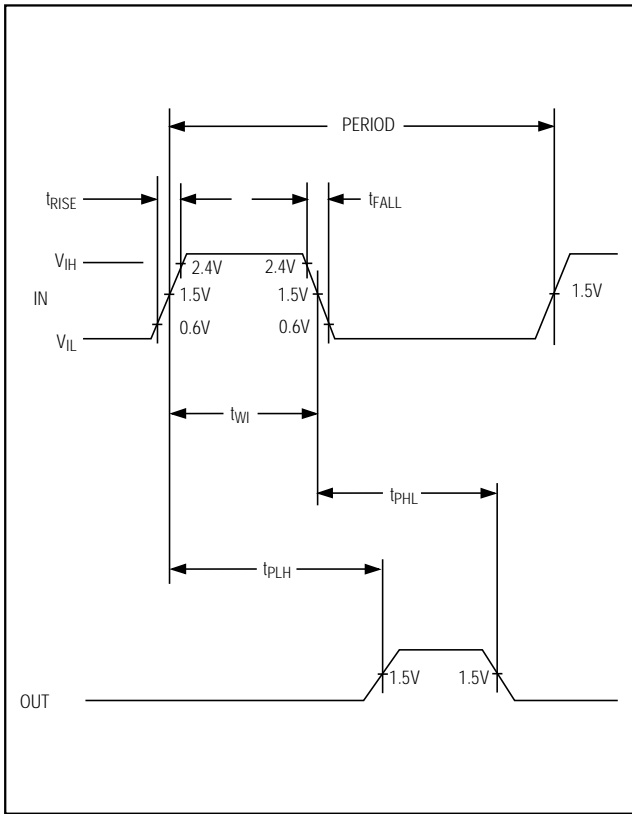 PERIOD
tRISE
tFALL
VIH
2.4V
2.4V
IN
1.5V
1.5V
1.5V
0.6V
0.6V
VIL
tWI
tPHL
tPLH
1.5V
1.5V
OUT